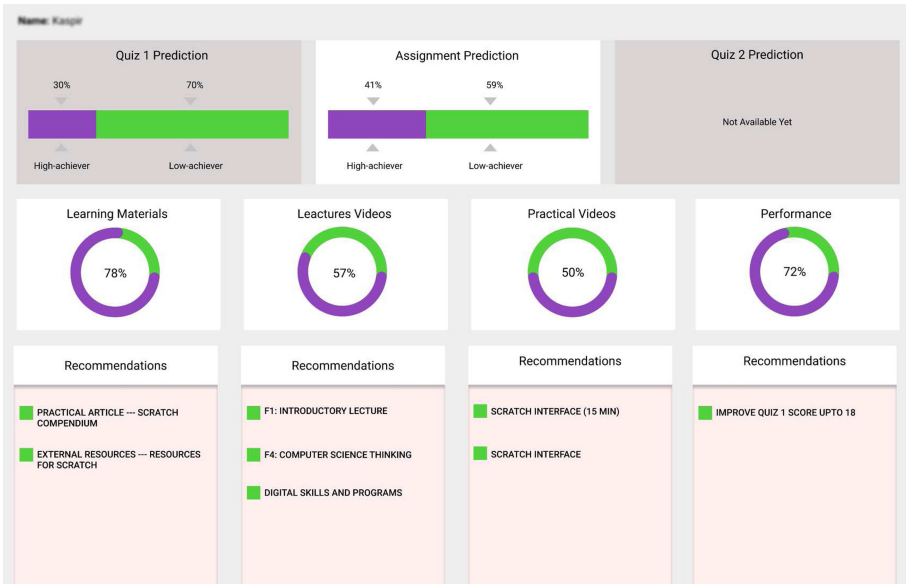 Name: Kaspir
Quiz 1 Prediction
30%
70%
High-achiever
Low-achiever
Assignment Prediction
41%
59%
High-achiever
Low-achiever
Quiz 2 Prediction
Not Available Yet
Learning Materials
78%
Leactures Videos
57%
Practical Videos
50%
Performance
72%
Recommendations
PRACTICAL ARTICLE --- SCRATCH
COMPENDIUM
EXTERNAL RESOURCES --- RESOURCES
FOR SCRATCH
Recommendations
F1: INTRODUCTORY LECTURE
F4: COMPUTER SCIENCE THINKING
DIGITAL SKILLS AND PROGRAMS
Recommendations
SCRATCH INTERFACE (15 MIN)
SCRATCH INTERFACE
Recommendations
IMPROVE QUIZ 1 SCORE UPTO 18